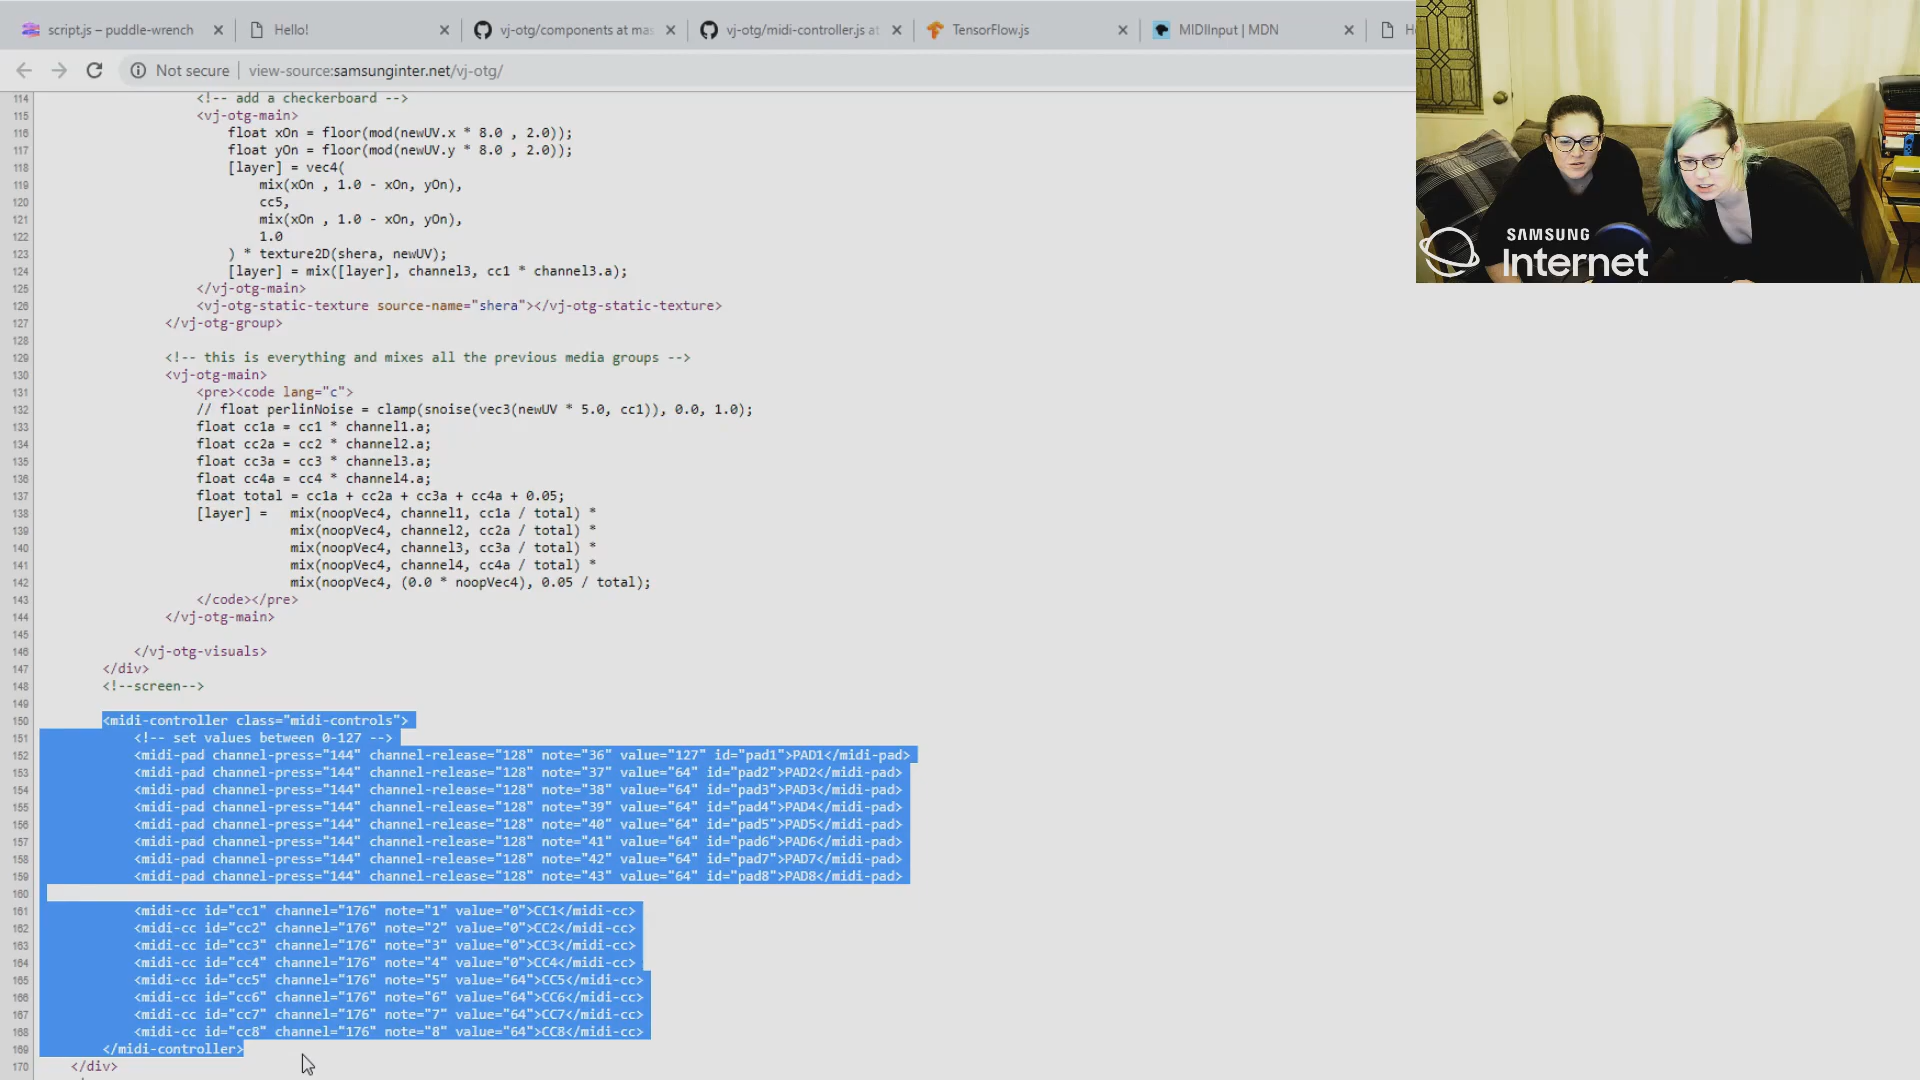 script.js – puddle-wrench
Hello!
vj-otg/components at mas
vj-otg/midi-controller.js at
TensorFlow.js
MIDIInput | MDN
Not secure
view-source:samsunginter.net/vj-otg/
SAMSUNG
Internet
114 <!-- add a checkerboard -->
115 <vj-otg-main>
116 float xOn = floor(mod(newUV.x * 8.0 , 2.0));
117 float yOn = floor(mod(newUV.y * 8.0 , 2.0));
118 [layer] = vec4(
119 mix(xOn , 1.0 - xOn, yOn),
120 cc5,
121 mix(xOn , 1.0 - xOn, yOn),
122 1.0
123 ) * texture2D(shera, newUV);
124 [layer] = mix([layer], channel3, cc1 * channel3.a);
125 </vj-otg-main>
126 <vj-otg-static-texture source-name="shera"></vj-otg-static-texture>
127 </vj-otg-group>
128
129 <!-- this is everything and mixes all the previous media groups -->
130 <vj-otg-main>
131 <pre><code lang="c">
132 // float perlinNoise = clamp(snoise(vec3(newUV * 5.0, cc1)), 0.0, 1.0);
133 float cc1a = cc1 * channel1.a;
134 float cc2a = cc2 * channel2.a;
135 float cc3a = cc3 * channel3.a;
136 float cc4a = cc4 * channel4.a;
137 float total = cc1a + cc2a + cc3a + cc4a + 0.05;
138 [layer] = mix(noopVec4, channel1, cc1a / total) *
139 mix(noopVec4, channel2, cc2a / total) *
140 mix(noopVec4, channel3, cc3a / total) *
141 mix(noopVec4, channel4, cc4a / total) *
142 mix(noopVec4, (0.0 * noopVec4), 0.05 / total);
143 </code></pre>
144 </vj-otg-main>
145
146 </vj-otg-visuals>
147 </div>
148 <!--screen-->
149
150 <midi-controller class="midi-controls">
151 <!-- set values between 0-127 -->
152 <midi-pad channel-press="144" channel-release="128" note="36" value="127" id="pad1">PAD1</midi-pad>
153 <midi-pad channel-press="144" channel-release="128" note="37" value="64" id="pad2">PAD2</midi-pad>
154 <midi-pad channel-press="144" channel-release="128" note="38" value="64" id="pad3">PAD3</midi-pad>
155 <midi-pad channel-press="144" channel-release="128" note="39" value="64" id="pad4">PAD4</midi-pad>
156 <midi-pad channel-press="144" channel-release="128" note="40" value="64" id="pad5">PAD5</midi-pad>
157 <midi-pad channel-press="144" channel-release="128" note="41" value="64" id="pad6">PAD6</midi-pad>
158 <midi-pad channel-press="144" channel-release="128" note="42" value="64" id="pad7">PAD7</midi-pad>
159 <midi-pad channel-press="144" channel-release="128" note="43" value="64" id="pad8">PAD8</midi-pad>
160
161 <midi-cc id="cc1" channel="176" note="1" value="0">CC1</midi-cc>
162 <midi-cc id="cc2" channel="176" note="2" value="0">CC2</midi-cc>
163 <midi-cc id="cc3" channel="176" note="3" value="0">CC3</midi-cc>
164 <midi-cc id="cc4" channel="176" note="4" value="0">CC4</midi-cc>
165 <midi-cc id="cc5" channel="176" note="5" value="64">CC5</midi-cc>
166 <midi-cc id="cc6" channel="176" note="6" value="64">CC6</midi-cc>
167 <midi-cc id="cc7" channel="176" note="7" value="64">CC7</midi-cc>
168 <midi-cc id="cc8" channel="176" note="8" value="64">CC8</midi-cc>
169 </midi-controller>
170 </div>